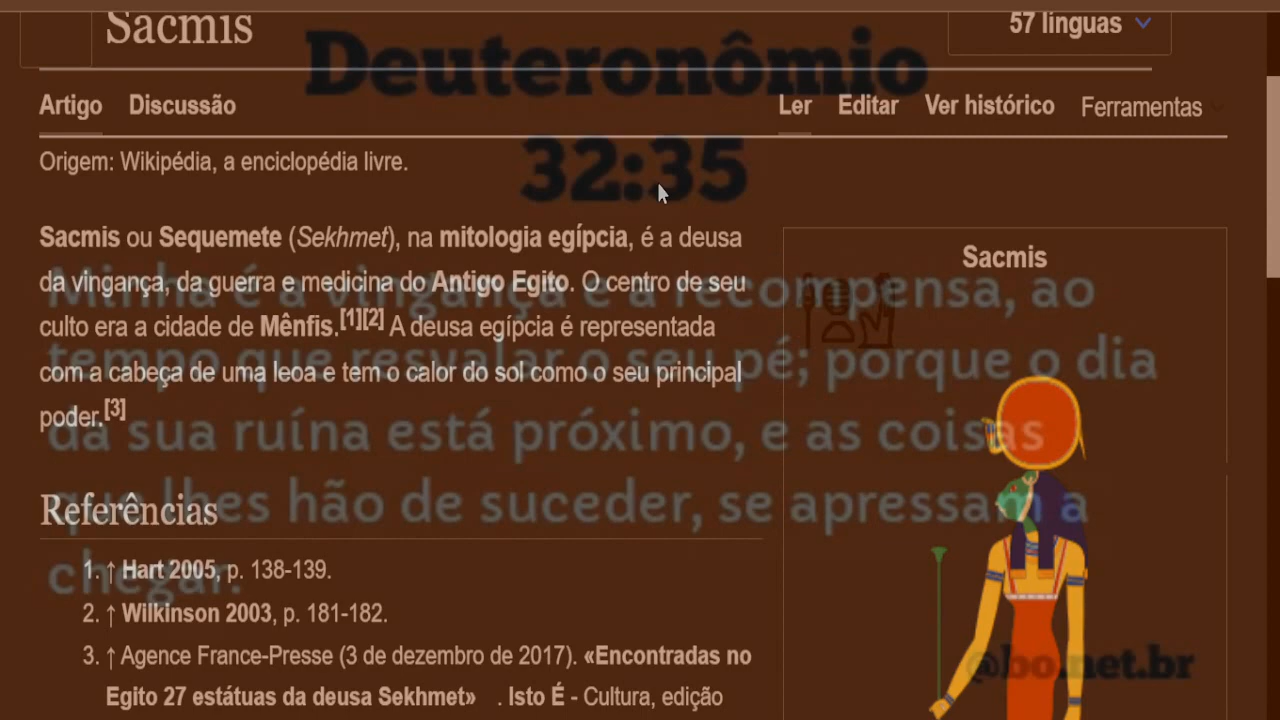 Sacmis
57 línguas
Deuteronômio
32:35
Artigo Discussão Ler Editar Ver histórico Ferramentas
Origem: Wikipédia, a enciclopédia livre.
Sacmis ou Sequemete (Sekhmet), na mitologia egípcia, é a deusa
da vingança, da guerra e medicina do Antigo Egito. O centro de seu
culto era a cidade de Mênfis.[1][2] A deusa egípcia é representada
com a cabeça de uma leoa e tem o calor do sol como o seu principal
poder.[3]
Sacmis
Minha é a vingança e a recompensa, ao
tempo que resvalar o seu pé; porque o dia
da sua ruína está próximo, e as coisas
que lhes hão de suceder, se apressam a
chegar.
Referências
1. ↑ Hart 2005, p. 138-139.
2. ↑ Wilkinson 2003, p. 181-182.
3. ↑ Agence France-Presse (3 de dezembro de 2017). «Encontradas no
Egito 27 estátuas da deusa Sekhmet» . Isto É - Cultura, edição
@bo.net.br